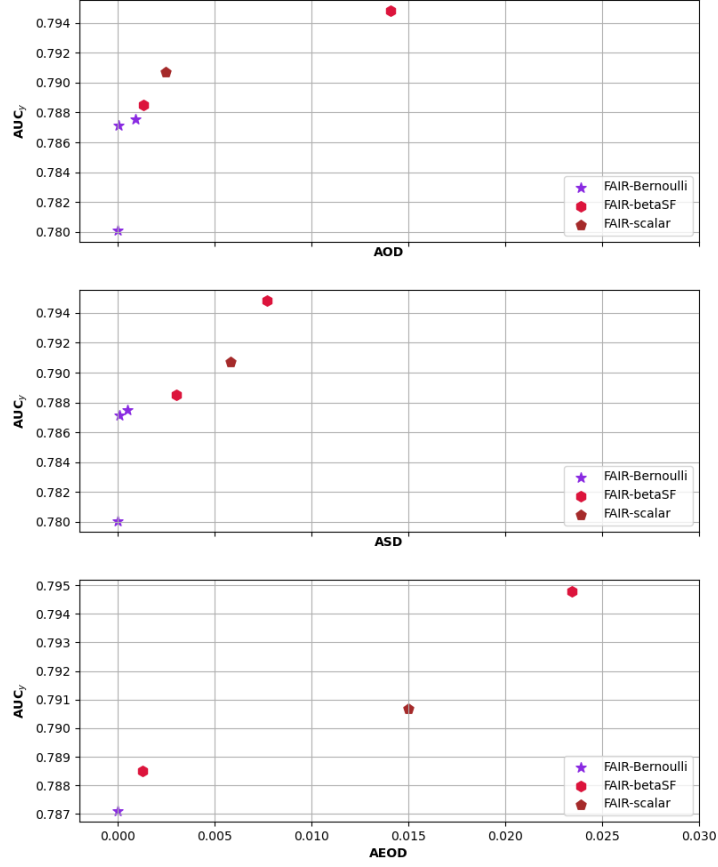 0.794
0.792
0.790
0.788
0.786
0.784
0.782
0.780
AUCy
FAIR-Bernoulli
FAIR-betaSF
FAIR-scalar
AOD
0.794
0.792
0.790
0.788
0.786
0.784
0.782
0.780
AUCy
FAIR-Bernoulli
FAIR-betaSF
FAIR-scalar
ASD
0.795
0.794
0.793
0.792
0.791
0.790
0.789
0.788
0.787
AUCy
FAIR-Bernoulli
FAIR-betaSF
FAIR-scalar
0.000 0.005 0.010 0.015 0.020 0.025 0.030
AEOD